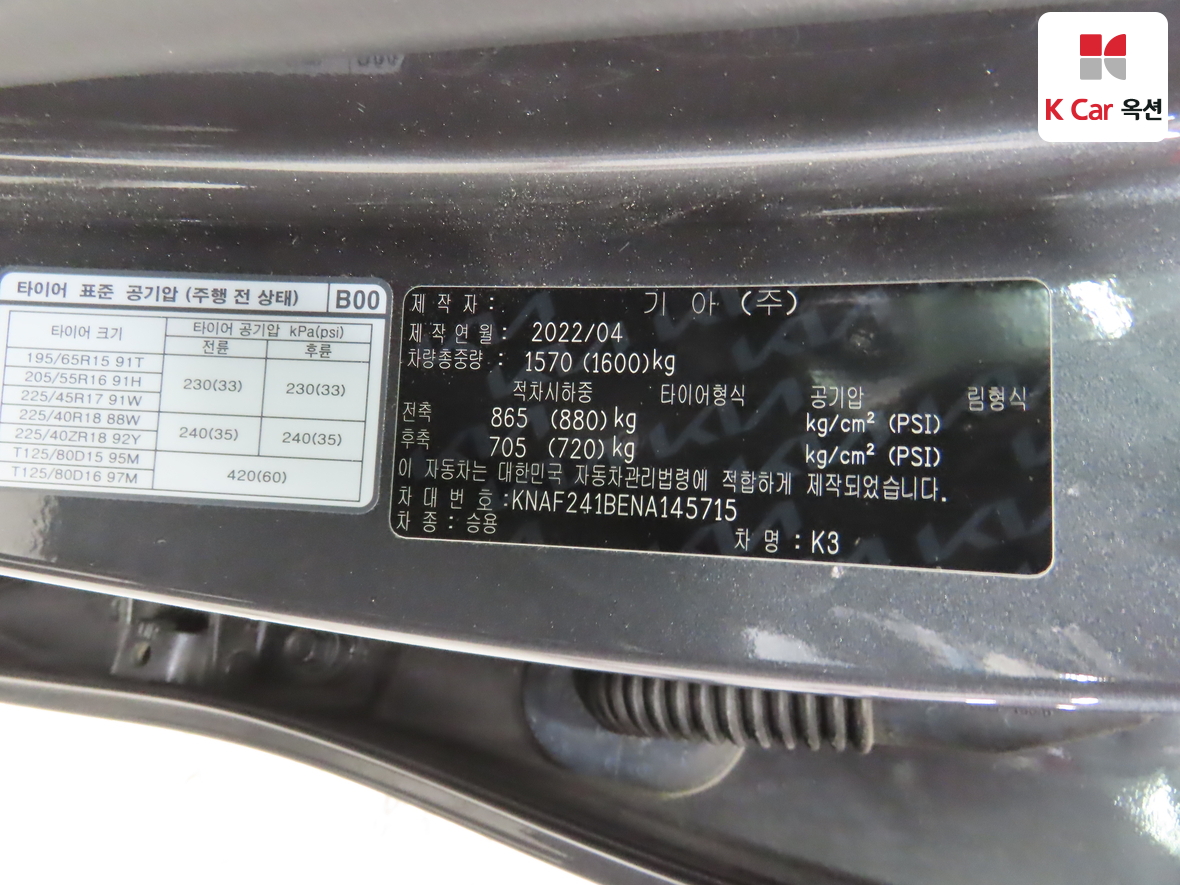 K Car 옥션
타이어 표준 공기압 (주행 전 상태) B00
타이어 크기 타이어 공기압 kPa(psi)
전륜 후륜
195/65R15 91T
205/55R16 91H
225/45R17 91W
230(33) 230(33)
225/40R18 88W
225/40ZR18 92Y
240(35) 240(35)
T125/80D15 95M
T125/80D16 97M
420(60)
제 작 자 : 기 아 (주)
제 작 연 월 : 2022/04
차량총중량 : 1570 (1600)kg
적차시하중 타이어형식 공기압 림형식
전축 865 (880) kg kg/cm² (PSI)
후축 705 (720) kg kg/cm² (PSI)
이 자동차는 대한민국 자동차관리법령에 적합하게 제작되었습니다.
차 대 번 호 :KNAF241BENA145715
차 종 : 승용 차 명 : K3